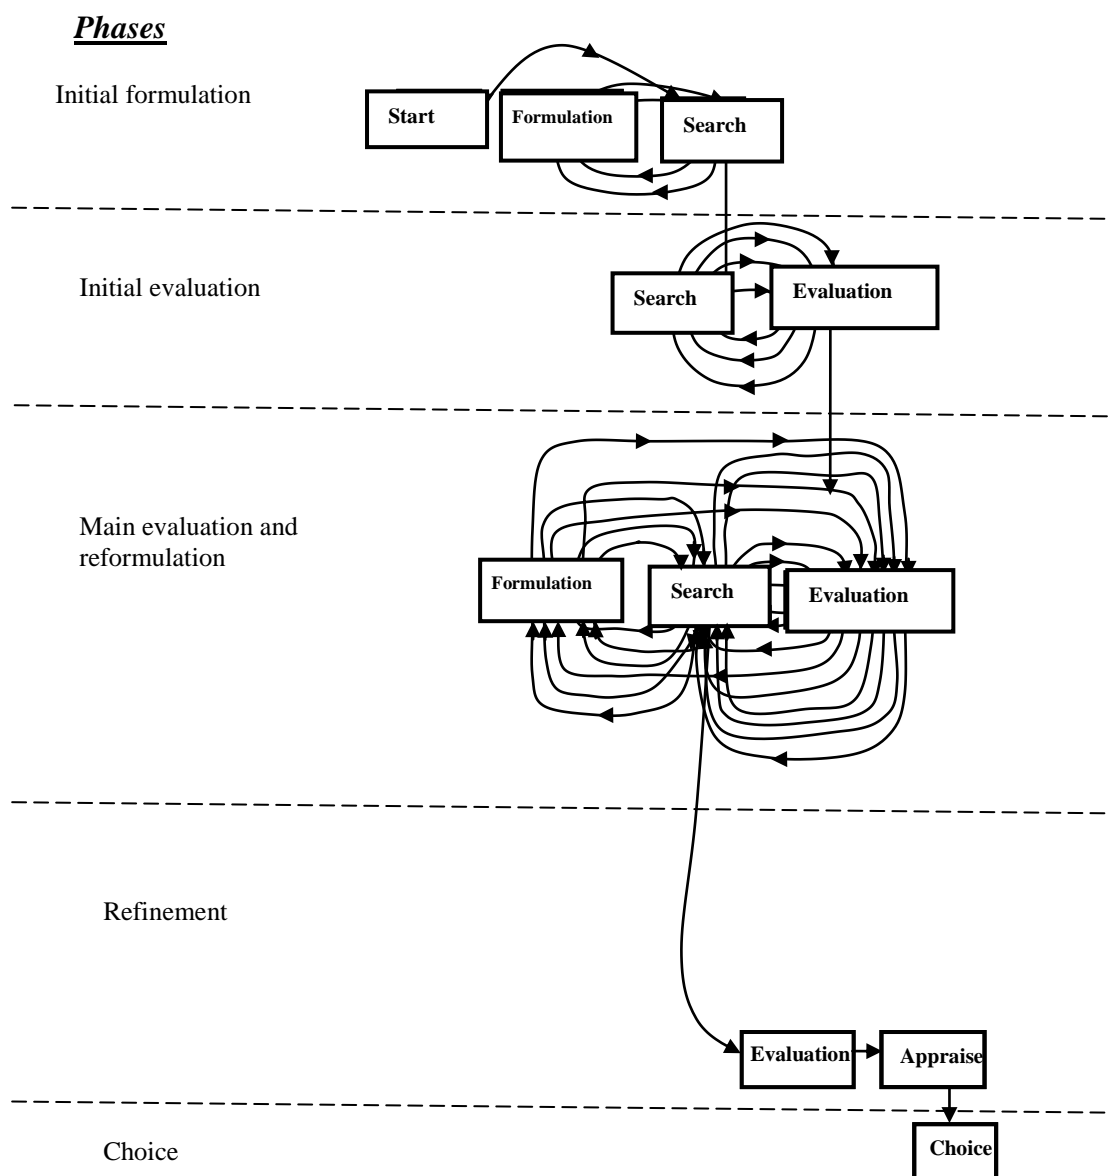 Phases
Initial formulation
Start
Formulation
Search
Initial evaluation
Search
Evaluation
Main evaluation and
reformulation
Formulation
Search
Evaluation
Refinement
Evaluation
Appraise
Choice
Choice